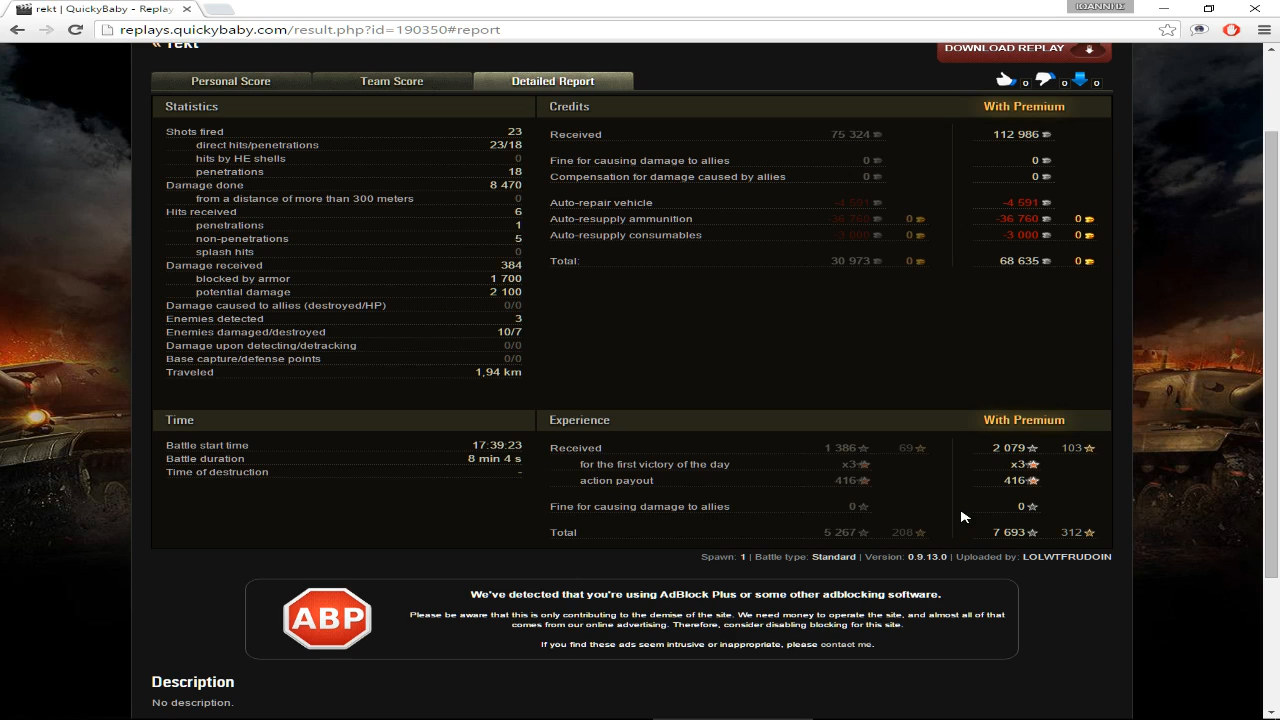 rekt | QuickyBaby - Replay
ΙΩΑΝΝΗΣ
replays.quickybaby.com/result.php?id=190350#report
« rekt
DOWNLOAD REPLAY
Personal Score Team Score Detailed Report 0 0 0
Statistics
Shots fired 23
direct hits/penetrations 23/18
hits by HE shells 0
penetrations 18
Damage done 8 470
from a distance of more than 300 meters 0
Hits received 6
penetrations 1
non-penetrations 5
splash hits 0
Damage received 384
blocked by armor 1 700
potential damage 2 100
Damage caused to allies (destroyed/HP) 0/0
Enemies detected 3
Enemies damaged/destroyed 10/7
Damage upon detecting/detracking 0/0
Base capture/defense points 0/0
Traveled 1,94 km
Credits With Premium
Received 75 324 112 986
Fine for causing damage to allies 0 0
Compensation for damage caused by allies 0 0
Auto-repair vehicle -4 591 -4 591
Auto-resupply ammunition -36 760 0 -36 760 0
Auto-resupply consumables -3 000 0 -3 000 0
Total: 30 973 0 68 635 0
Time
Battle start time 17:39:23
Battle duration 8 min 4 s
Time of destruction -
Experience With Premium
Received 1 386 69 2 079 103
for the first victory of the day x3 x3
action payout 416 416
Fine for causing damage to allies 0 0
Total 5 267 208 7 693 312
Spawn: 1 | Battle type: Standard | Version: 0.9.13.0 | Uploaded by: LOLWTFRUDOIN
ABP
We've detected that you're using AdBlock Plus or some other adblocking software.
Please be aware that this is only contributing to the demise of the site. We need money to operate the site, and almost all of that
comes from our online advertising. Therefore, consider disabling blocking for this site.
If you find these ads seem intrusive or inappropriate, please contact me.
Description
No description.